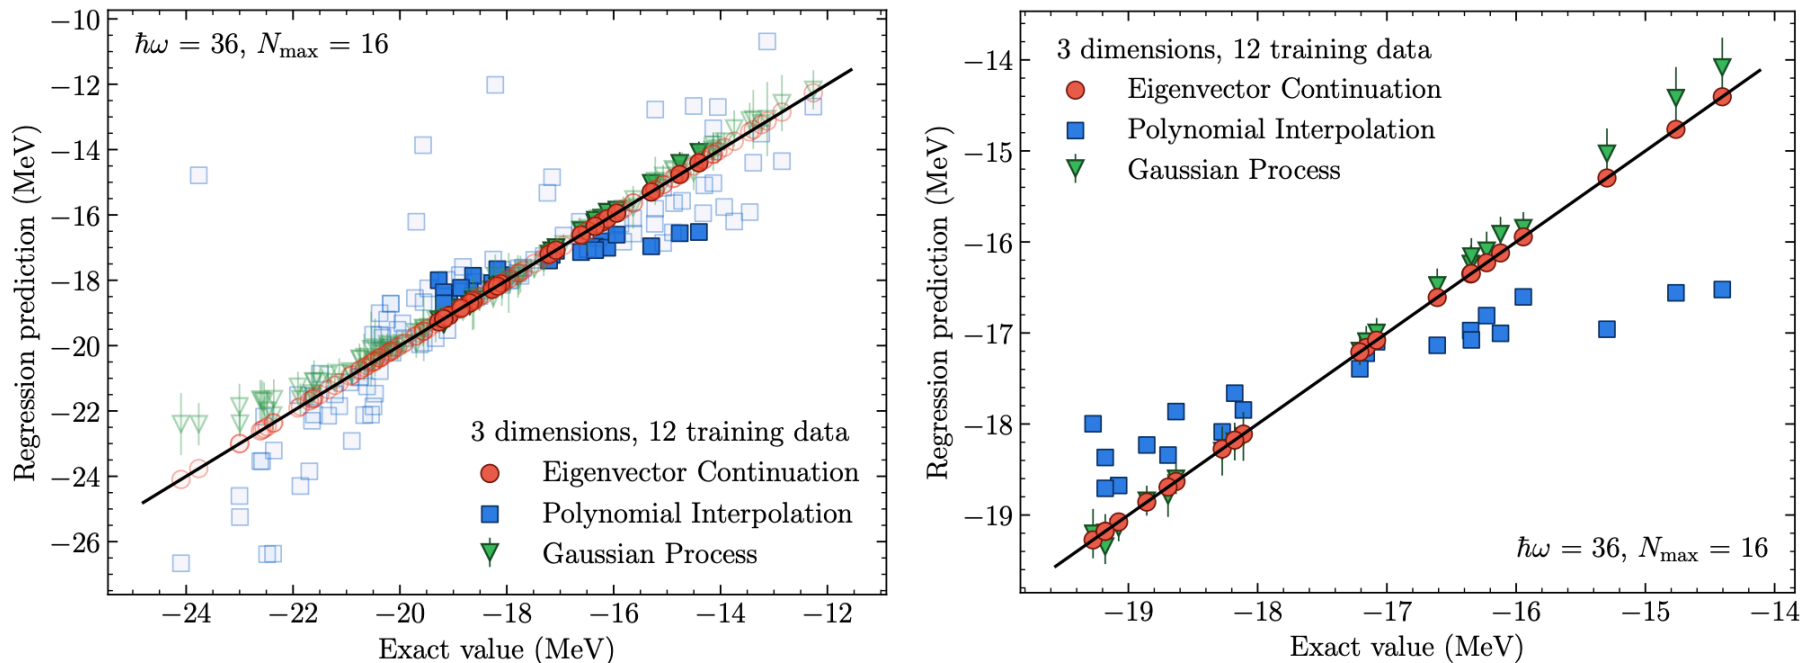 −10
−12
−14
−16
−18
−20
−22
−24
−26
Regression prediction (MeV)
ħω = 36, Nmax = 16
3 dimensions, 12 training data
Eigenvector Continuation
Polynomial Interpolation
Gaussian Process
−24 −22 −20 −18 −16 −14 −12
Exact value (MeV)
−14
−15
−16
−17
−18
−19
Regression prediction (MeV)
3 dimensions, 12 training data
Eigenvector Continuation
Polynomial Interpolation
Gaussian Process
ħω = 36, Nmax = 16
−19 −18 −17 −16 −15 −14
Exact value (MeV)